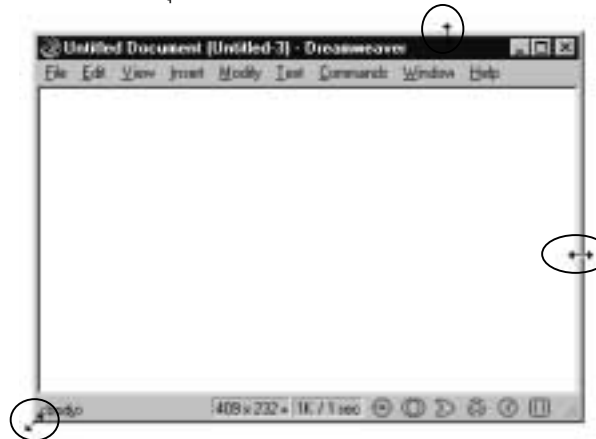 Untitled Document (Untitled-3) - Dreamweaver
File Edit View Insert Modify Text Commands Window Help
<body> 409 x 232 1K / 1 sec